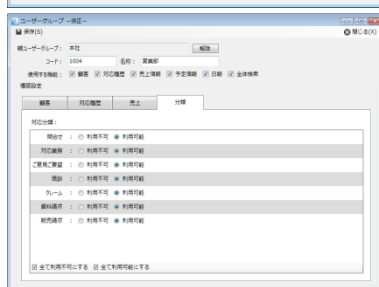 ユーザーグループ －修正－
保存(S)
閉じる(X)
親ユーザーグループ： 本社 解除
コード： 1004 名称： 営業部
使用する機能： 顧客 対応履歴 売上情報 予定情報 日報 全体検索
権限設定
顧客 対応履歴 売上 分類
対応分類：
問合せ ： 利用不可 利用可能
対応業務 ： 利用不可 利用可能
ご意見ご要望 ： 利用不可 利用可能
商談 ： 利用不可 利用可能
クレーム ： 利用不可 利用可能
資料請求 ： 利用不可 利用可能
販売請求 ： 利用不可 利用可能
全て利用不可にする 全て利用可能にする